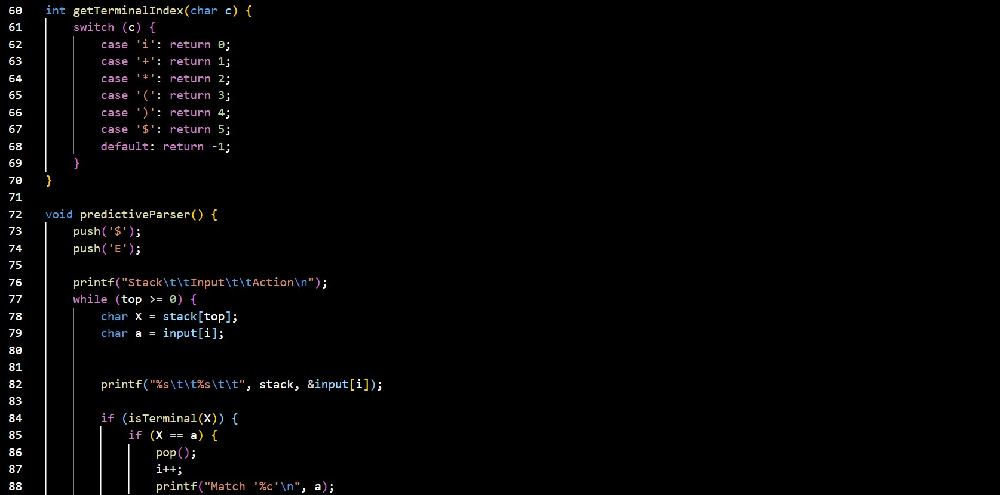 60 int getTerminalIndex(char c) {
61     switch (c) {
62         case 'i': return 0;
63         case '+': return 1;
64         case '*': return 2;
65         case '(': return 3;
66         case ')': return 4;
67         case '$': return 5;
68         default: return -1;
69     }
70 }
71
72 void predictiveParser() {
73     push('$');
74     push('E');
75
76     printf("Stack\t\tInput\t\tAction\n");
77     while (top >= 0) {
78         char X = stack[top];
79         char a = input[i];
80
81
82         printf("%s\t\t%s\t\t", stack, &input[i]);
83
84         if (isTerminal(X)) {
85             if (X == a) {
86                 pop();
87                 i++;
88                 printf("Match '%c'\n", a);